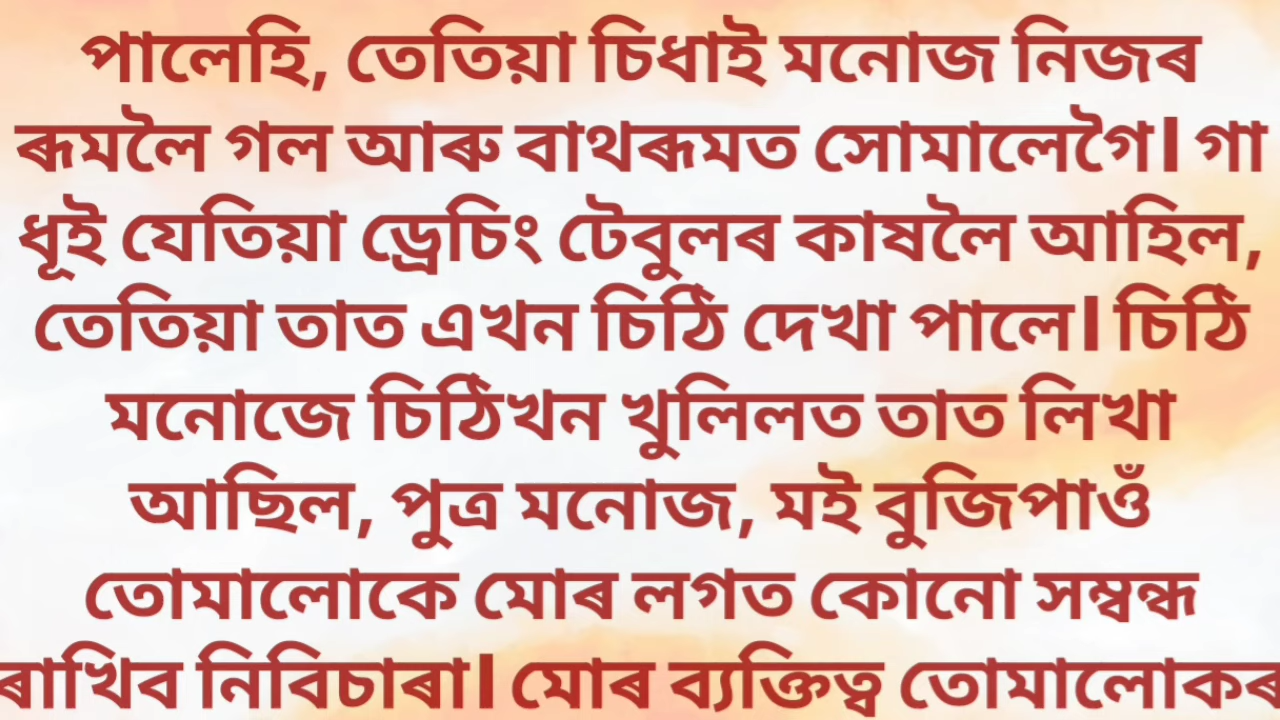 পালেহি, তেতিয়া চিধাই মনোজ নিজৰ
ৰূমলৈ গল আৰু বাথৰূমত সোমালেগৈ। গা
ধূই যেতিয়া ড্ৰেচিং টেবুলৰ কাষলৈ আহিল,
তেতিয়া তাত এখন চিঠি দেখা পালে। চিঠি
মনোজে চিঠিখন খুলিলত তাত লিখা
আছিল, পুত্ৰ মনোজ, মই বুজিপাওঁ
তোমালোকে মোৰ লগত কোনো সম্বন্ধ
ৰাখিব নিবিচাৰা। মোৰ ব্যক্তিত্ব তোমালোকৰ